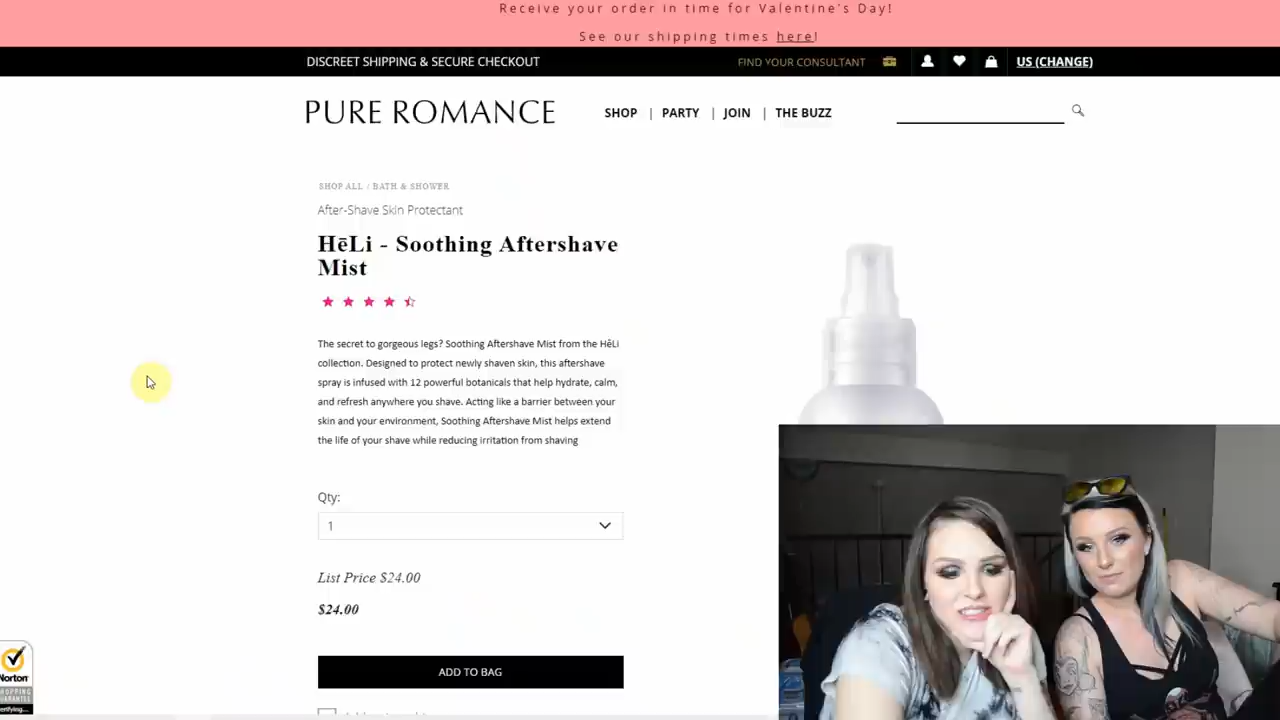 Receive your order in time for Valentine's Day!
See our shipping times here!
DISCREET SHIPPING & SECURE CHECKOUT
FIND YOUR CONSULTANT
US (CHANGE)
PURE ROMANCE
SHOP | PARTY | JOIN | THE BUZZ
SHOP ALL / BATH & SHOWER
After-Shave Skin Protectant
HēLi - Soothing Aftershave
Mist
The secret to gorgeous legs? Soothing Aftershave Mist from the HēLi
collection. Designed to protect newly shaven skin, this aftershave
spray is infused with 12 powerful botanicals that help hydrate, calm,
and refresh anywhere you shave. Acting like a barrier between your
skin and your environment, Soothing Aftershave Mist helps extend
the life of your shave while reducing irritation from shaving
Qty:
1
List Price $24.00
$24.00
ADD TO BAG
Norton
SHOPPING
GUARANTEE